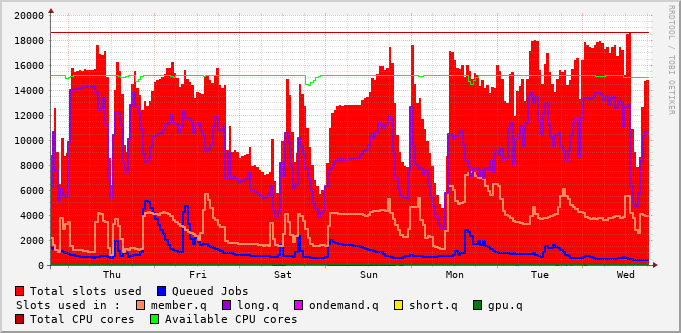 20000
18000
16000
14000
12000
10000
8000
6000
4000
2000
0
Thu Fri Sat Sun Mon Tue Wed
RRDTOOL / TOBI OETIKER
Total slots used Queued Jobs
Slots used in : member.q long.q ondemand.q short.q gpu.q
Total CPU cores Available CPU cores